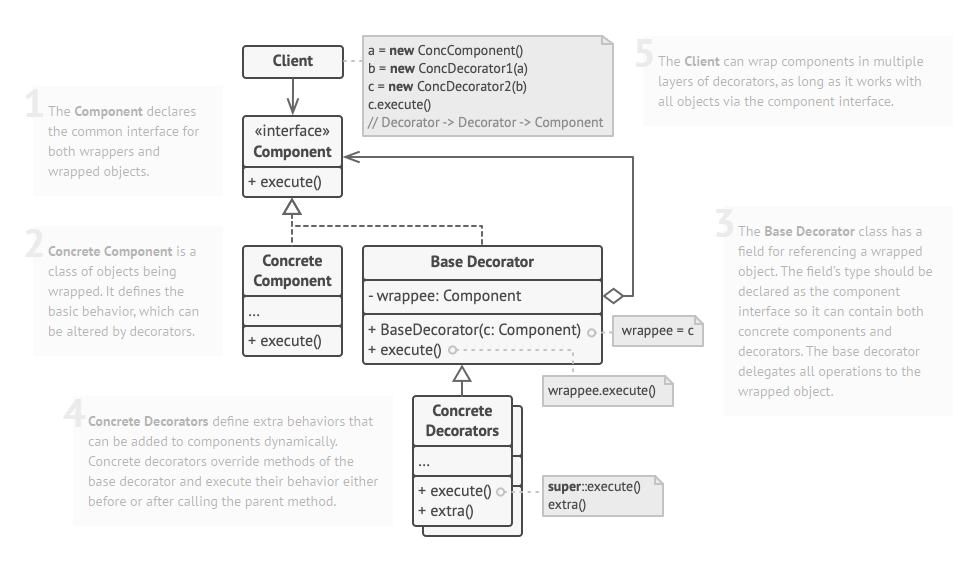 Client
a = new ConcComponent()
b = new ConcDecorator1(a)
c = new ConcDecorator2(b)
c.execute()
// Decorator -> Decorator -> Component
5
The Client can wrap components in multiple
layers of decorators, as long as it works with
all objects via the component interface.
1
The Component declares
the common interface for
both wrappers and
wrapped objects.
«interface»
Component
+ execute()
2
Concrete Component is a
class of objects being
wrapped. It defines the
basic behavior, which can
be altered by decorators.
Concrete
Component
...
+ execute()
Base Decorator
- wrappee: Component
+ BaseDecorator(c: Component)
+ execute()
wrappee = c
wrappee.execute()
3
The Base Decorator class has a
field for referencing a wrapped
object. The field's type should be
declared as the component
interface so it can contain both
concrete components and
decorators. The base decorator
delegates all operations to the
wrapped object.
4
Concrete Decorators define extra behaviors that
can be added to components dynamically.
Concrete decorators override methods of the
base decorator and execute their behavior either
before or after calling the parent method.
Concrete
Decorators
...
+ execute()
+ extra()
super::execute()
extra()